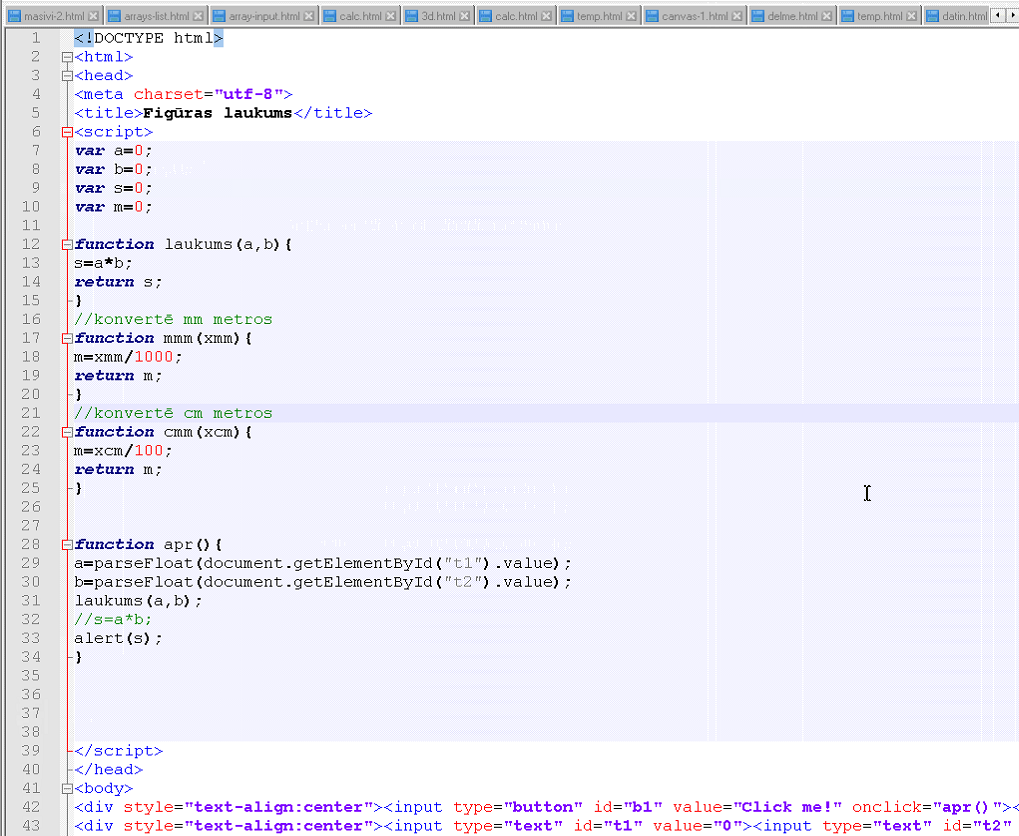 masivi-2.html arrays-list.html array-input.html calc.html 3d.html calc.html temp.html canvas-1.html delme.html temp.html datin.html
1 <!DOCTYPE html>
2 <html>
3 <head>
4 <meta charset="utf-8">
5 <title>Figūras laukums</title>
6 <script>
7 var a=0;
8 var b=0;
9 var s=0;
10 var m=0;
11
12 function laukums(a,b){
13 s=a*b;
14 return s;
15 }
16 //konvertē mm metros
17 function mmm(xmm){
18 m=xmm/1000;
19 return m;
20 }
21 //konvertē cm metros
22 function cmm(xcm){
23 m=xcm/100;
24 return m;
25 }
26
27
28 function apr(){
29 a=parseFloat(document.getElementById("t1").value);
30 b=parseFloat(document.getElementById("t2").value);
31 laukums(a,b);
32 //s=a*b;
33 alert(s);
34 }
35
36
37
38
39 </script>
40 </head>
41 <body>
42 <div style="text-align:center"><input type="button" id="b1" value="Click me!" onclick="apr()"><
43 <div style="text-align:center"><input type="text" id="t1" value="0"><input type="text" id="t2"